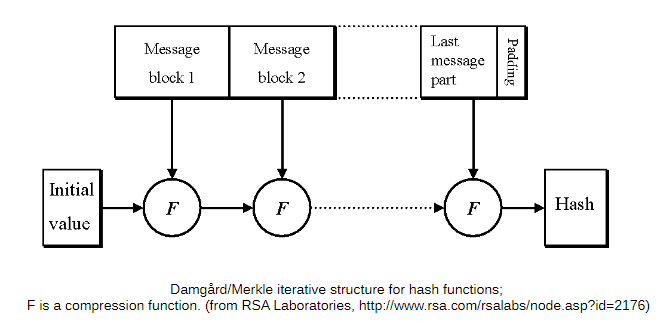 Message
block 1
Message
block 2
Last
message
part
Padding
Initial
value
F
F
F
Hash
Damgård/Merkle iterative structure for hash functions;
F is a compression function. (from RSA Laboratories, http://www.rsa.com/rsalabs/node.asp?id=2176)